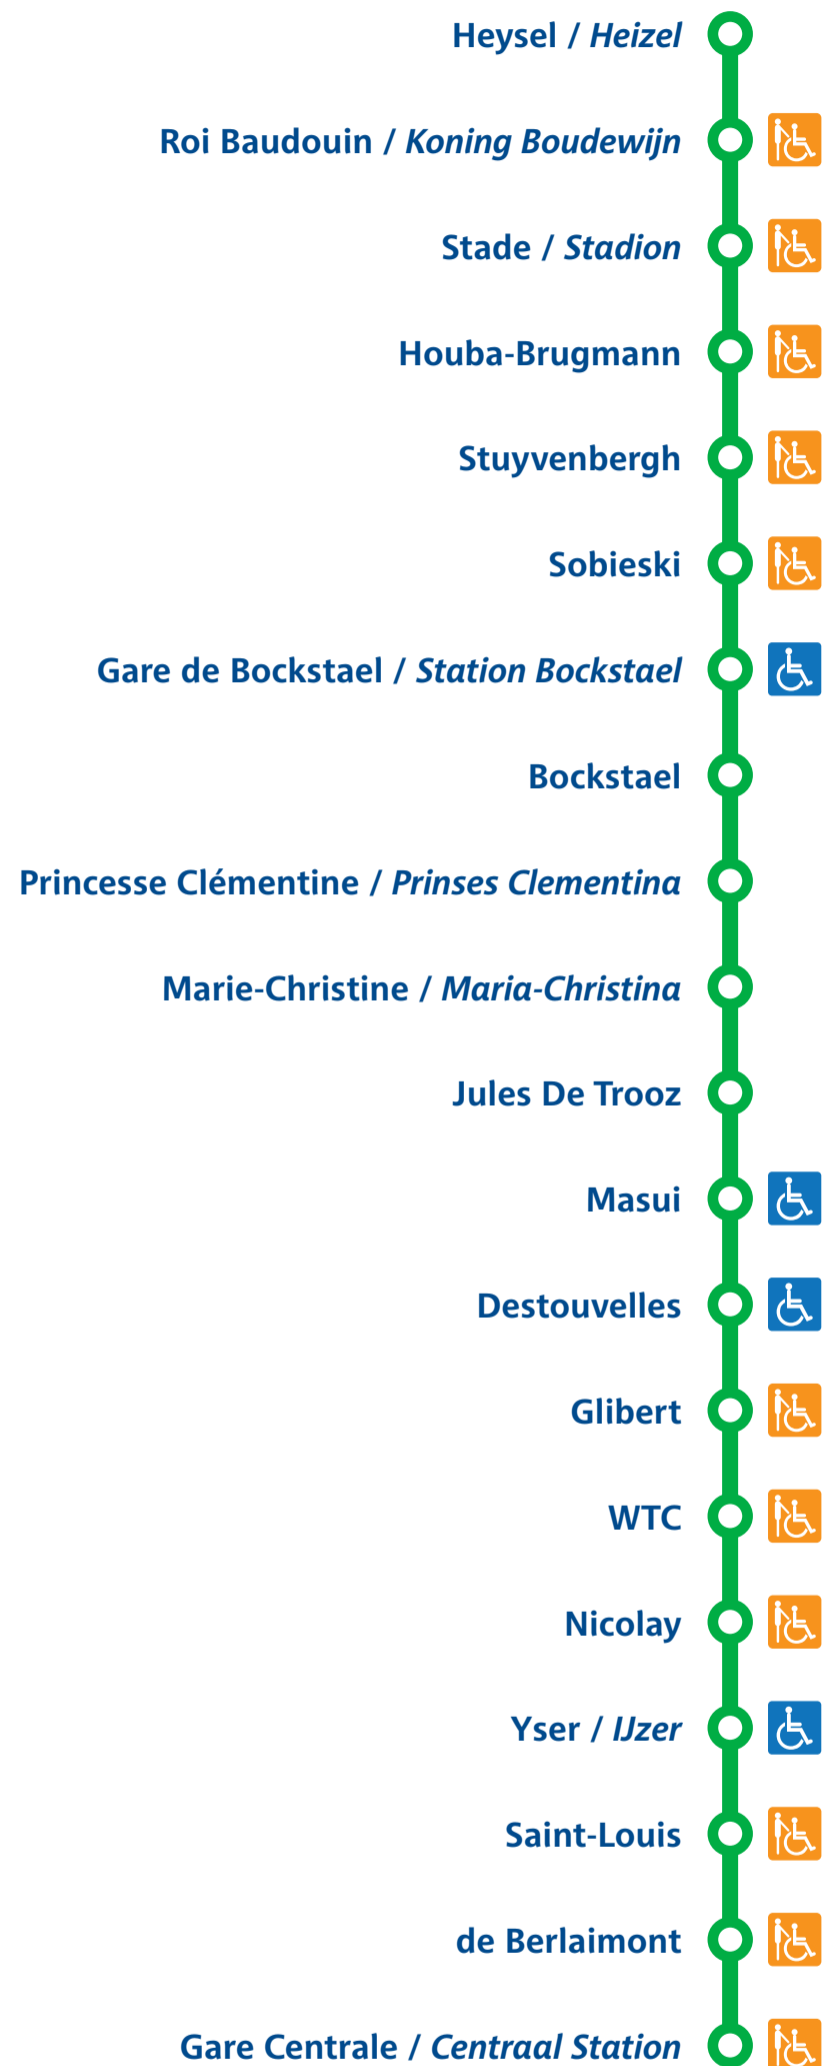 Heysel / Heizel
Roi Baudouin / Koning Boudewijn
Stade / Stadion
Houba-Brugmann
Stuyvenbergh
Sobieski
Gare de Bockstael / Station Bockstael
Bockstael
Princesse Clémentine / Prinses Clementina
Marie-Christine / Maria-Christina
Jules De Trooz
Masui
Destouvelles
Glibert
WTC
Nicolay
Yser / IJzer
Saint-Louis
de Berlaimont
Gare Centrale / Centraal Station